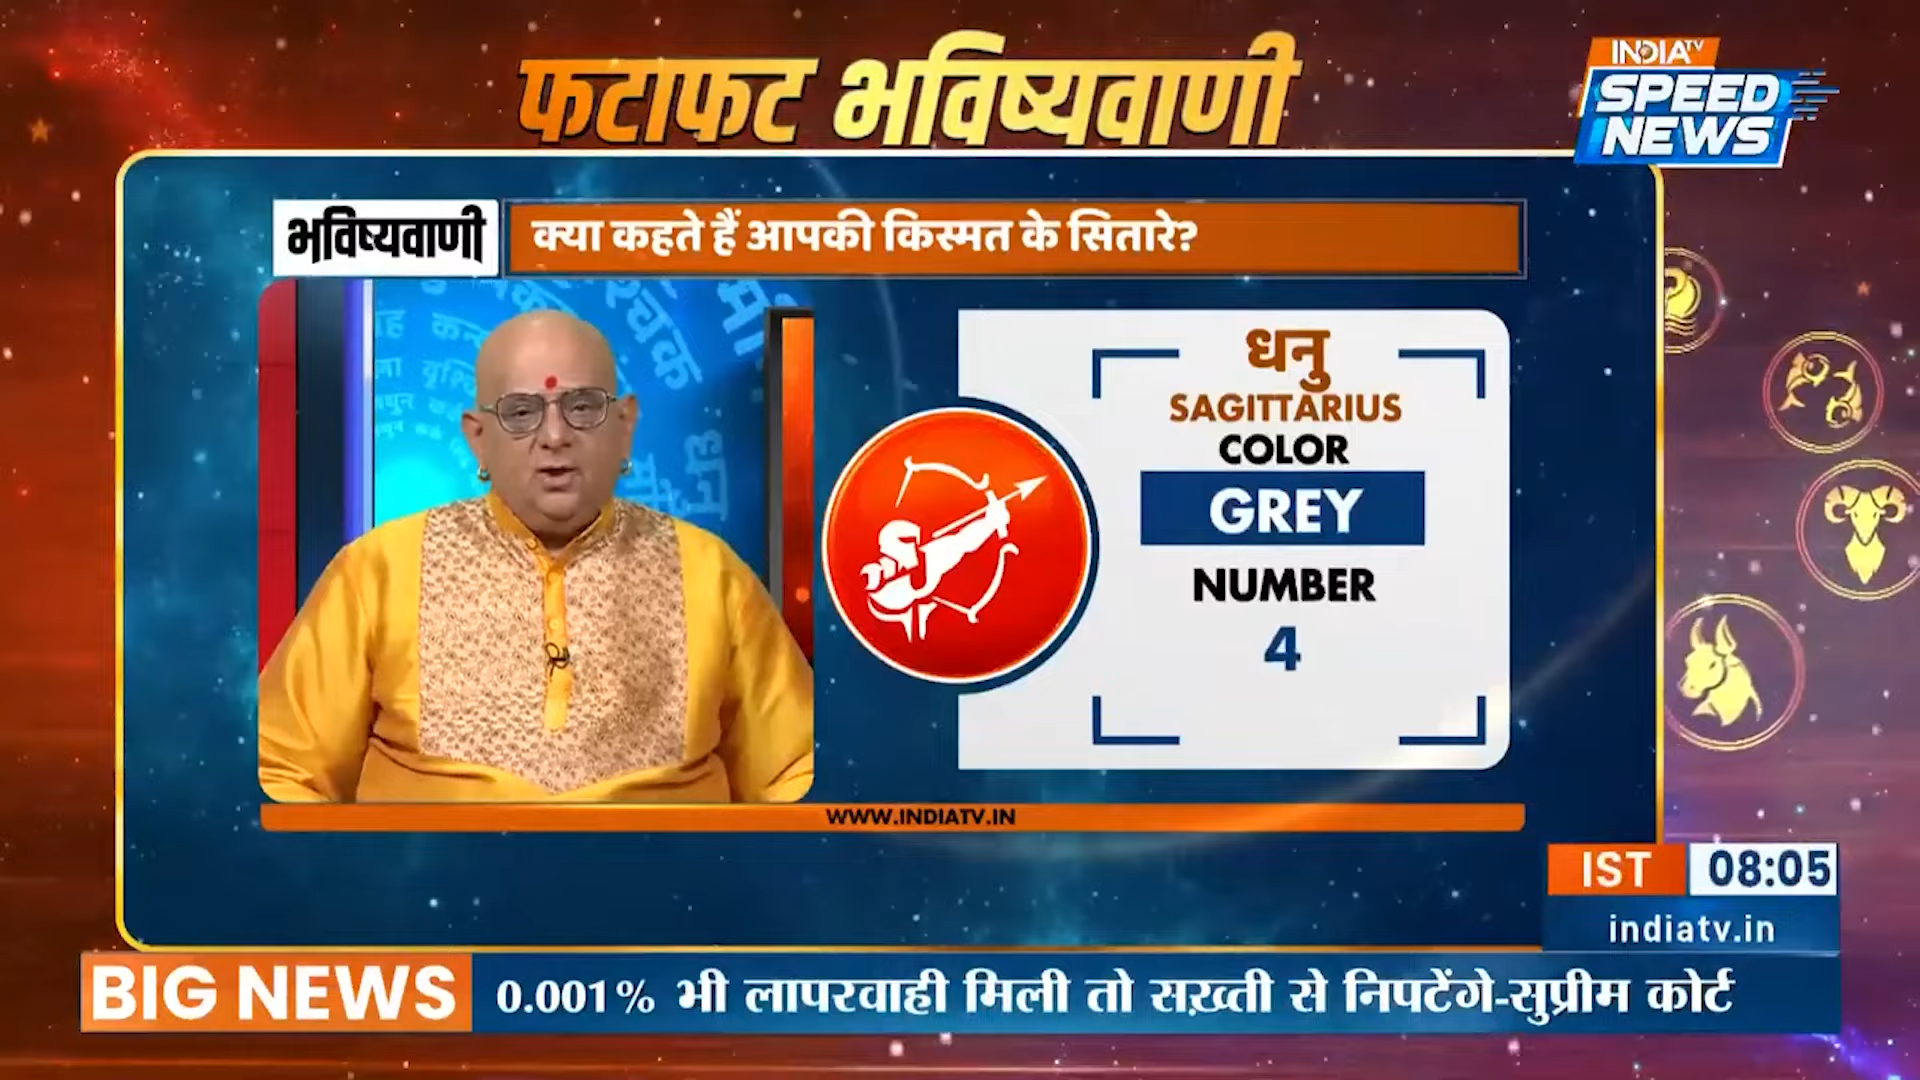 फटाफट भविष्यवाणी
INDIA TV
SPEED
NEWS
भविष्यवाणी
क्या कहते हैं आपकी किस्मत के सितारे?
धनु
SAGITTARIUS
COLOR
GREY
NUMBER
4
WWW.INDIATV.IN
IST 08:05
indiatv.in
BIG NEWS
0.001% भी लापरवाही मिली तो सख़्ती से निपटेंगे-सुप्रीम कोर्ट